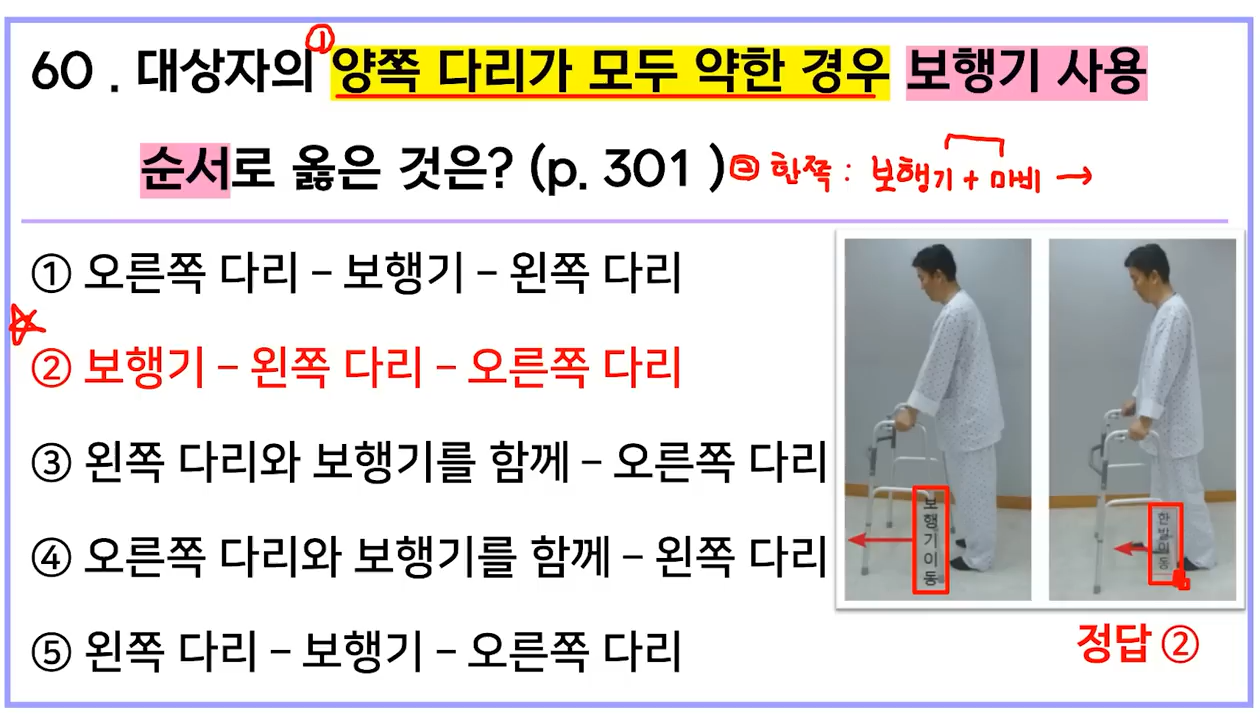 60 . 대상자의 ① 양쪽 다리가 모두 약한 경우 보행기 사용
순서로 옳은 것은? (p. 301 ) ② 한쪽 : 보행기 + 마비 →
① 오른쪽 다리 – 보행기 – 왼쪽 다리
② 보행기 – 왼쪽 다리 – 오른쪽 다리
③ 왼쪽 다리와 보행기를 함께 – 오른쪽 다리
④ 오른쪽 다리와 보행기를 함께 – 왼쪽 다리
⑤ 왼쪽 다리 – 보행기 – 오른쪽 다리
보행기이동
한발이동
정답 ②